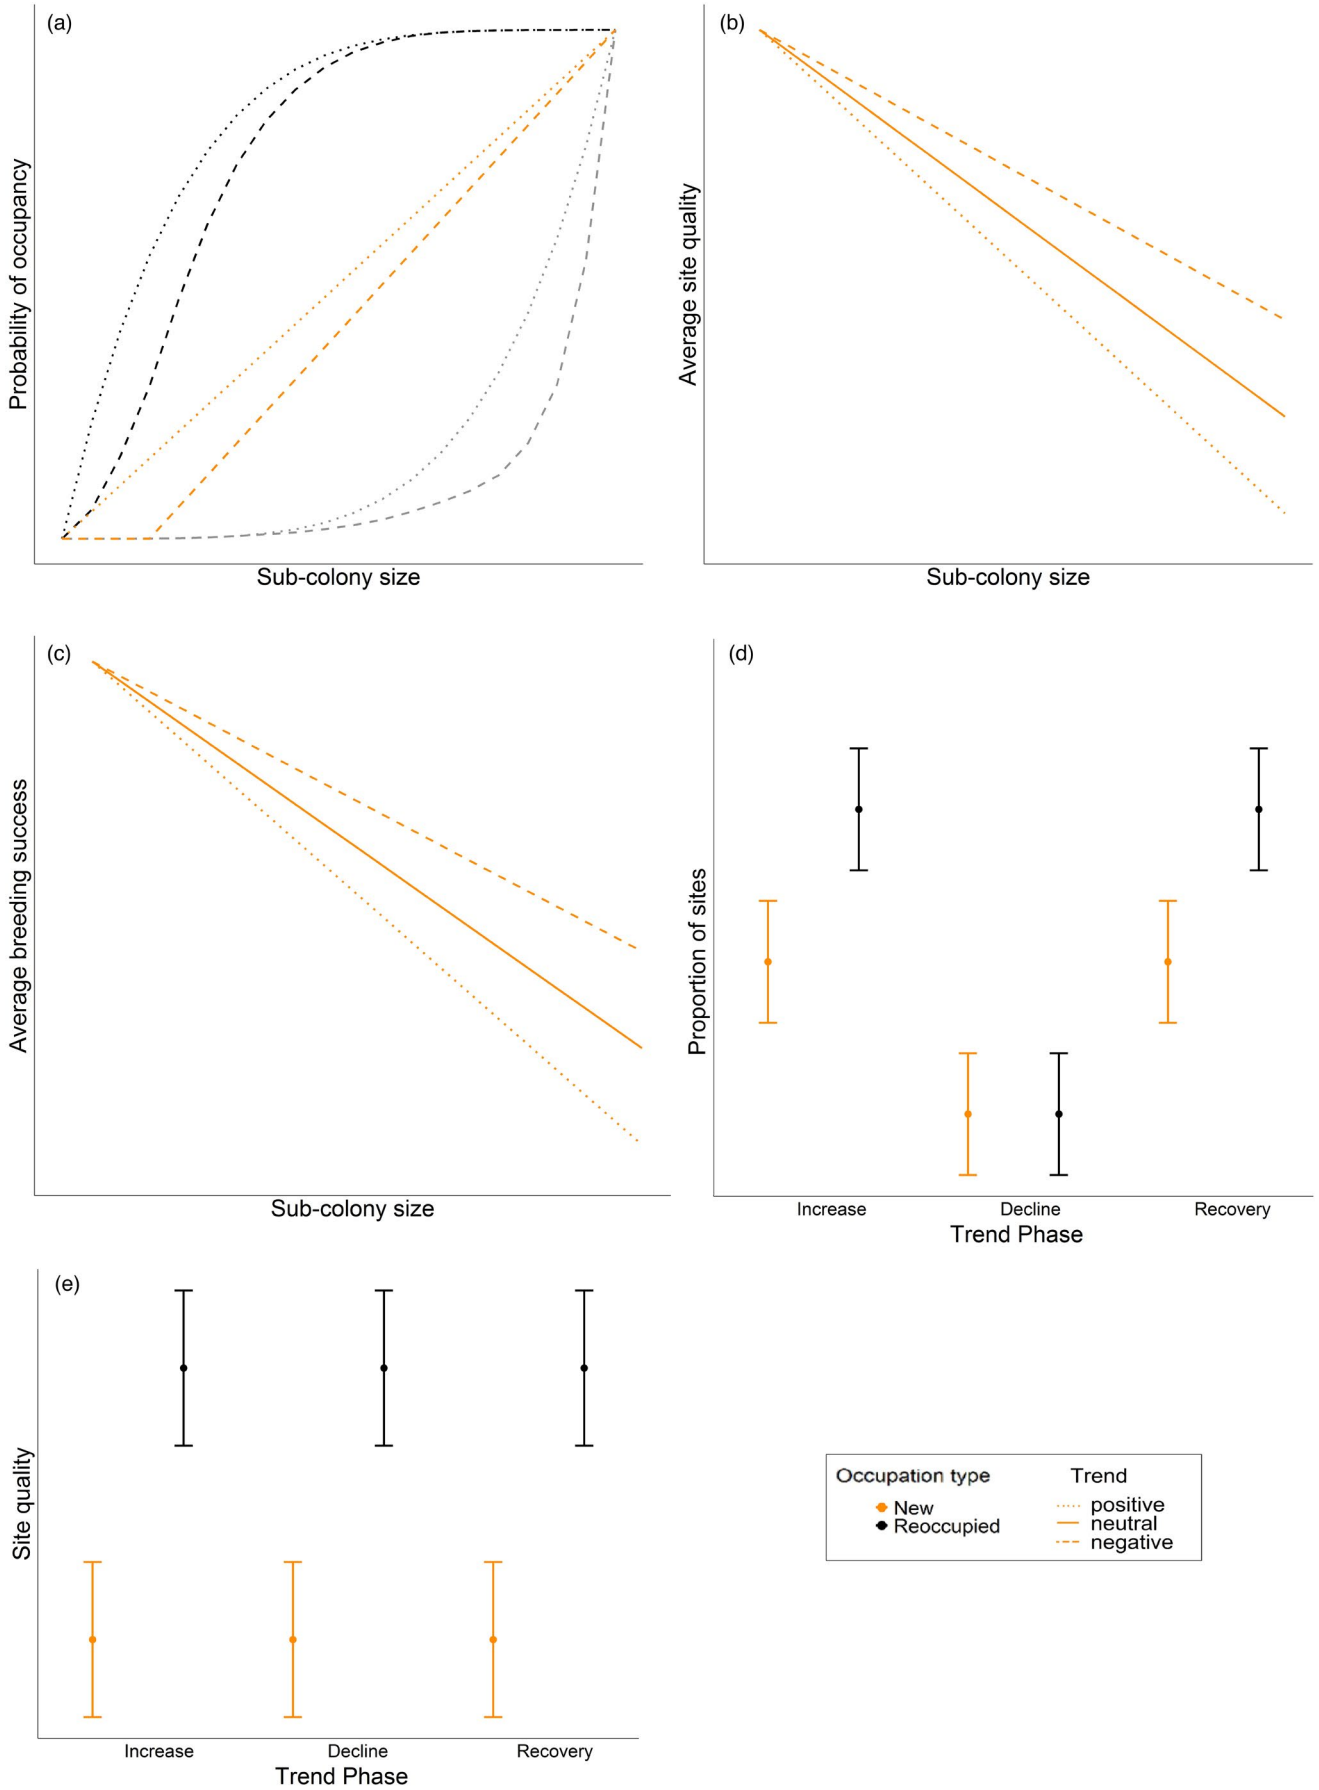 (a)
Probability of occupancy
Sub-colony size
(b)
Average site quality
Sub-colony size
(c)
Average breeding success
Sub-colony size
(d)
Proportion of sites
Increase
Decline
Recovery
Trend Phase
(e)
Site quality
Increase
Decline
Recovery
Trend Phase
Occupation type
New
Reoccupied
Trend
positive
neutral
negative